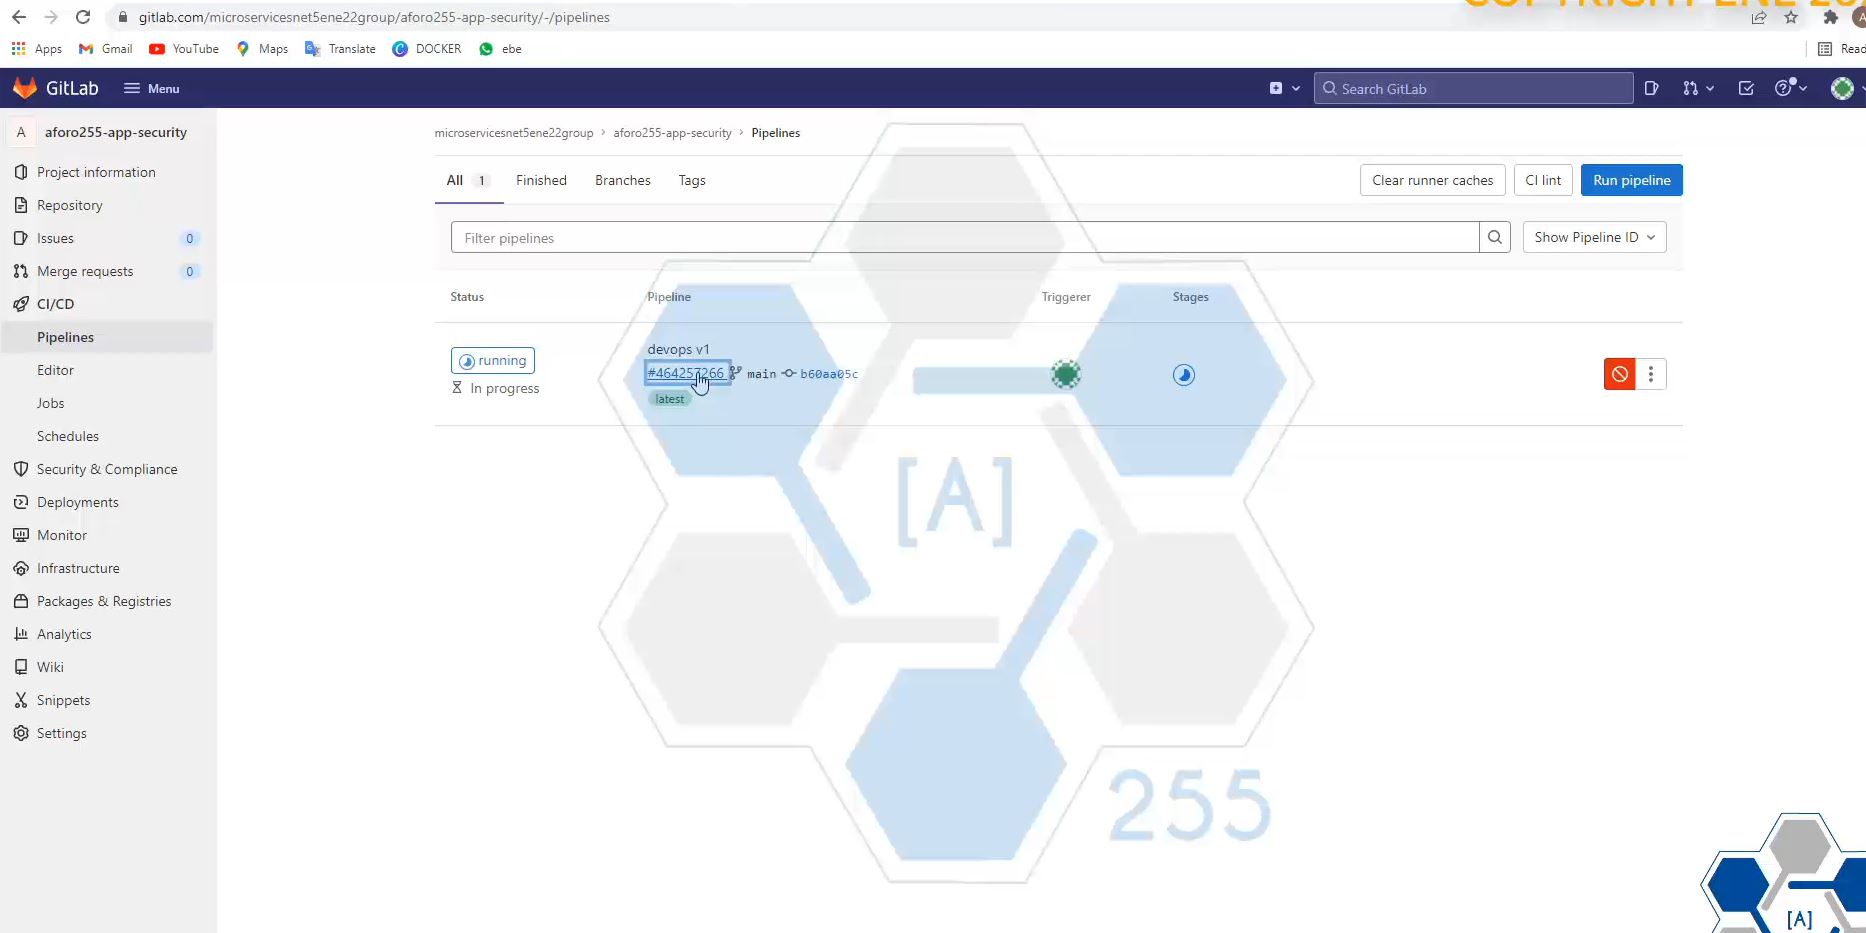 gitlab.com/microservicesnet5ene22group/aforo255-app-security/-/pipelines
Apps Gmail YouTube Maps Translate DOCKER ebe
GitLab Menu Search GitLab
A aforo255-app-security
Project information
Repository
Issues 0
Merge requests 0
CI/CD
Pipelines
Editor
Jobs
Schedules
Security & Compliance
Deployments
Monitor
Infrastructure
Packages & Registries
Analytics
Wiki
Snippets
Settings
microservicesnet5ene22group > aforo255-app-security > Pipelines
All 1 Finished Branches Tags Clear runner caches CI lint Run pipeline
Filter pipelines Show Pipeline ID
Status Pipeline Triggerer Stages
running
In progress
devops v1
#464257266 main b60aa05c
latest
[A]
255
[A]